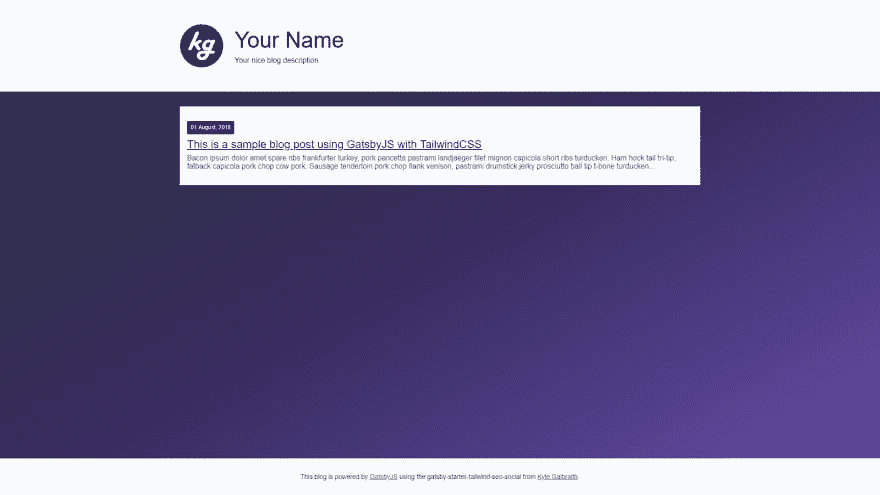 kg
Your Name
Your nice blog description
01 August, 2018
This is a sample blog post using GatsbyJS with TailwindCSS
Bacon ipsum dolor amet spare ribs frankfurter turkey, pork pancetta pastrami landjaeger filet mignon capicola short ribs turducken. Ham hock tail tri-tip,
fatback capicola pork chop cow pork. Sausage tenderloin pork chop flank venison, pastrami drumstick jerky prosciutto ball tip t-bone turducken…
This blog is powered by GatsbyJS using the gatsby-starter-tailwind-seo-social from Kyle Galbraith.